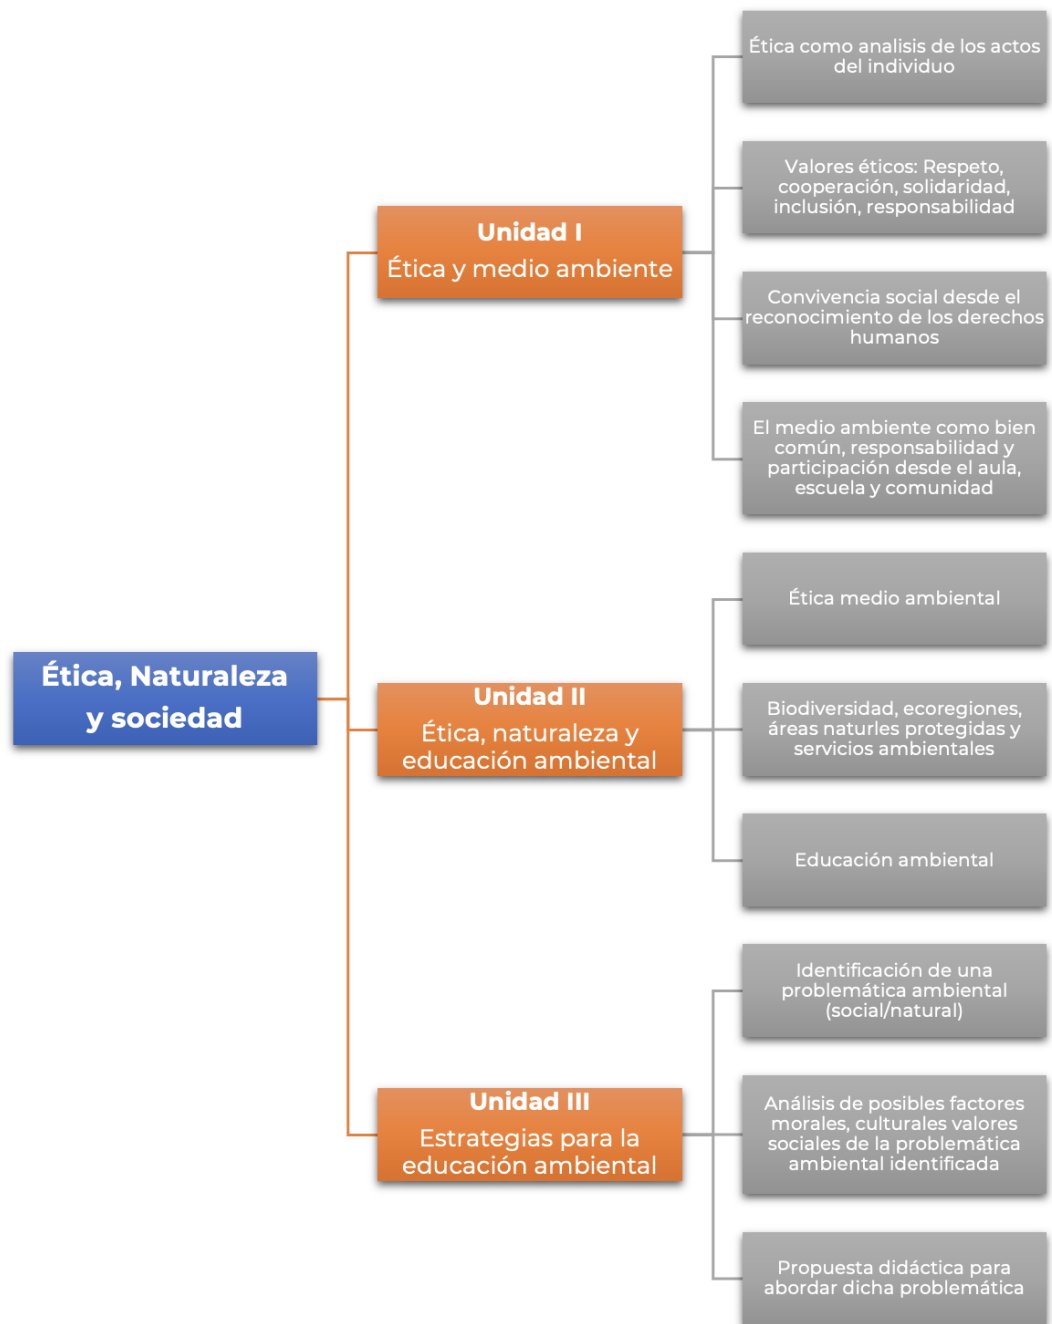 Ética, Naturaleza
y sociedad
Unidad I
Ética y medio ambiente
Ética como analisis de los actos
del individuo
Valores éticos: Respeto,
cooperación, solidaridad,
inclusión, responsabilidad
Convivencia social desde el
reconocimiento de los derechos
humanos
El medio ambiente como bien
común, responsabilidad y
participación desde el aula,
escuela y comunidad
Unidad II
Ética, naturaleza y
educación ambiental
Ética medio ambiental
Biodiversidad, ecoregiones,
áreas naturles protegidas y
servicios ambientales
Educación ambiental
Unidad III
Estrategias para la
educación ambiental
Identificación de una
problemática ambiental
(social/natural)
Análisis de posibles factores
morales, culturales valores
sociales de la problemática
ambiental identificada
Propuesta didáctica para
abordar dicha problemática